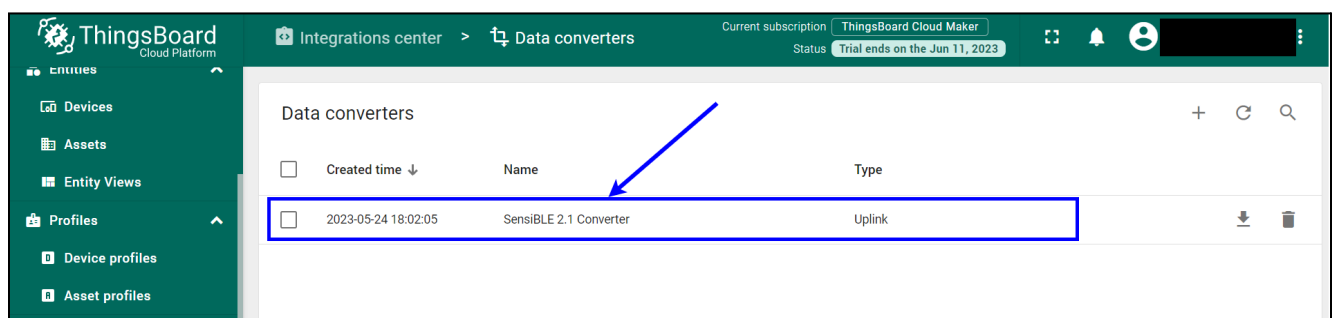 ThingsBoard
Cloud Platform
Integrations center > Data converters
Current subscription ThingsBoard Cloud Maker
Status Trial ends on the Jun 11, 2023
Entities
Devices
Assets
Entity Views
Profiles
Device profiles
Asset profiles
Data converters
Created time Name Type
2023-05-24 18:02:05 SensiBLE 2.1 Converter Uplink